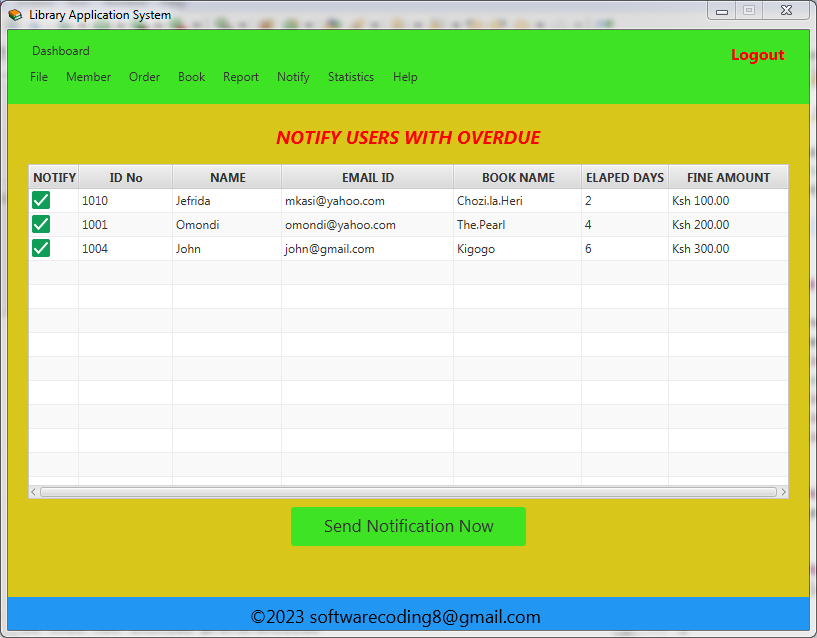 Library Application System
Dashboard
Logout
File Member Order Book Report Notify Statistics Help
NOTIFY USERS WITH OVERDUE
NOTIFY ID No NAME EMAIL ID BOOK NAME ELAPED DAYS FINE AMOUNT
1010 Jefrida mkasi@yahoo.com Chozi.la.Heri 2 Ksh 100.00
1001 Omondi omondi@yahoo.com The.Pearl 4 Ksh 200.00
1004 John john@gmail.com Kigogo 6 Ksh 300.00
Send Notification Now
©2023 softwarecoding8@gmail.com